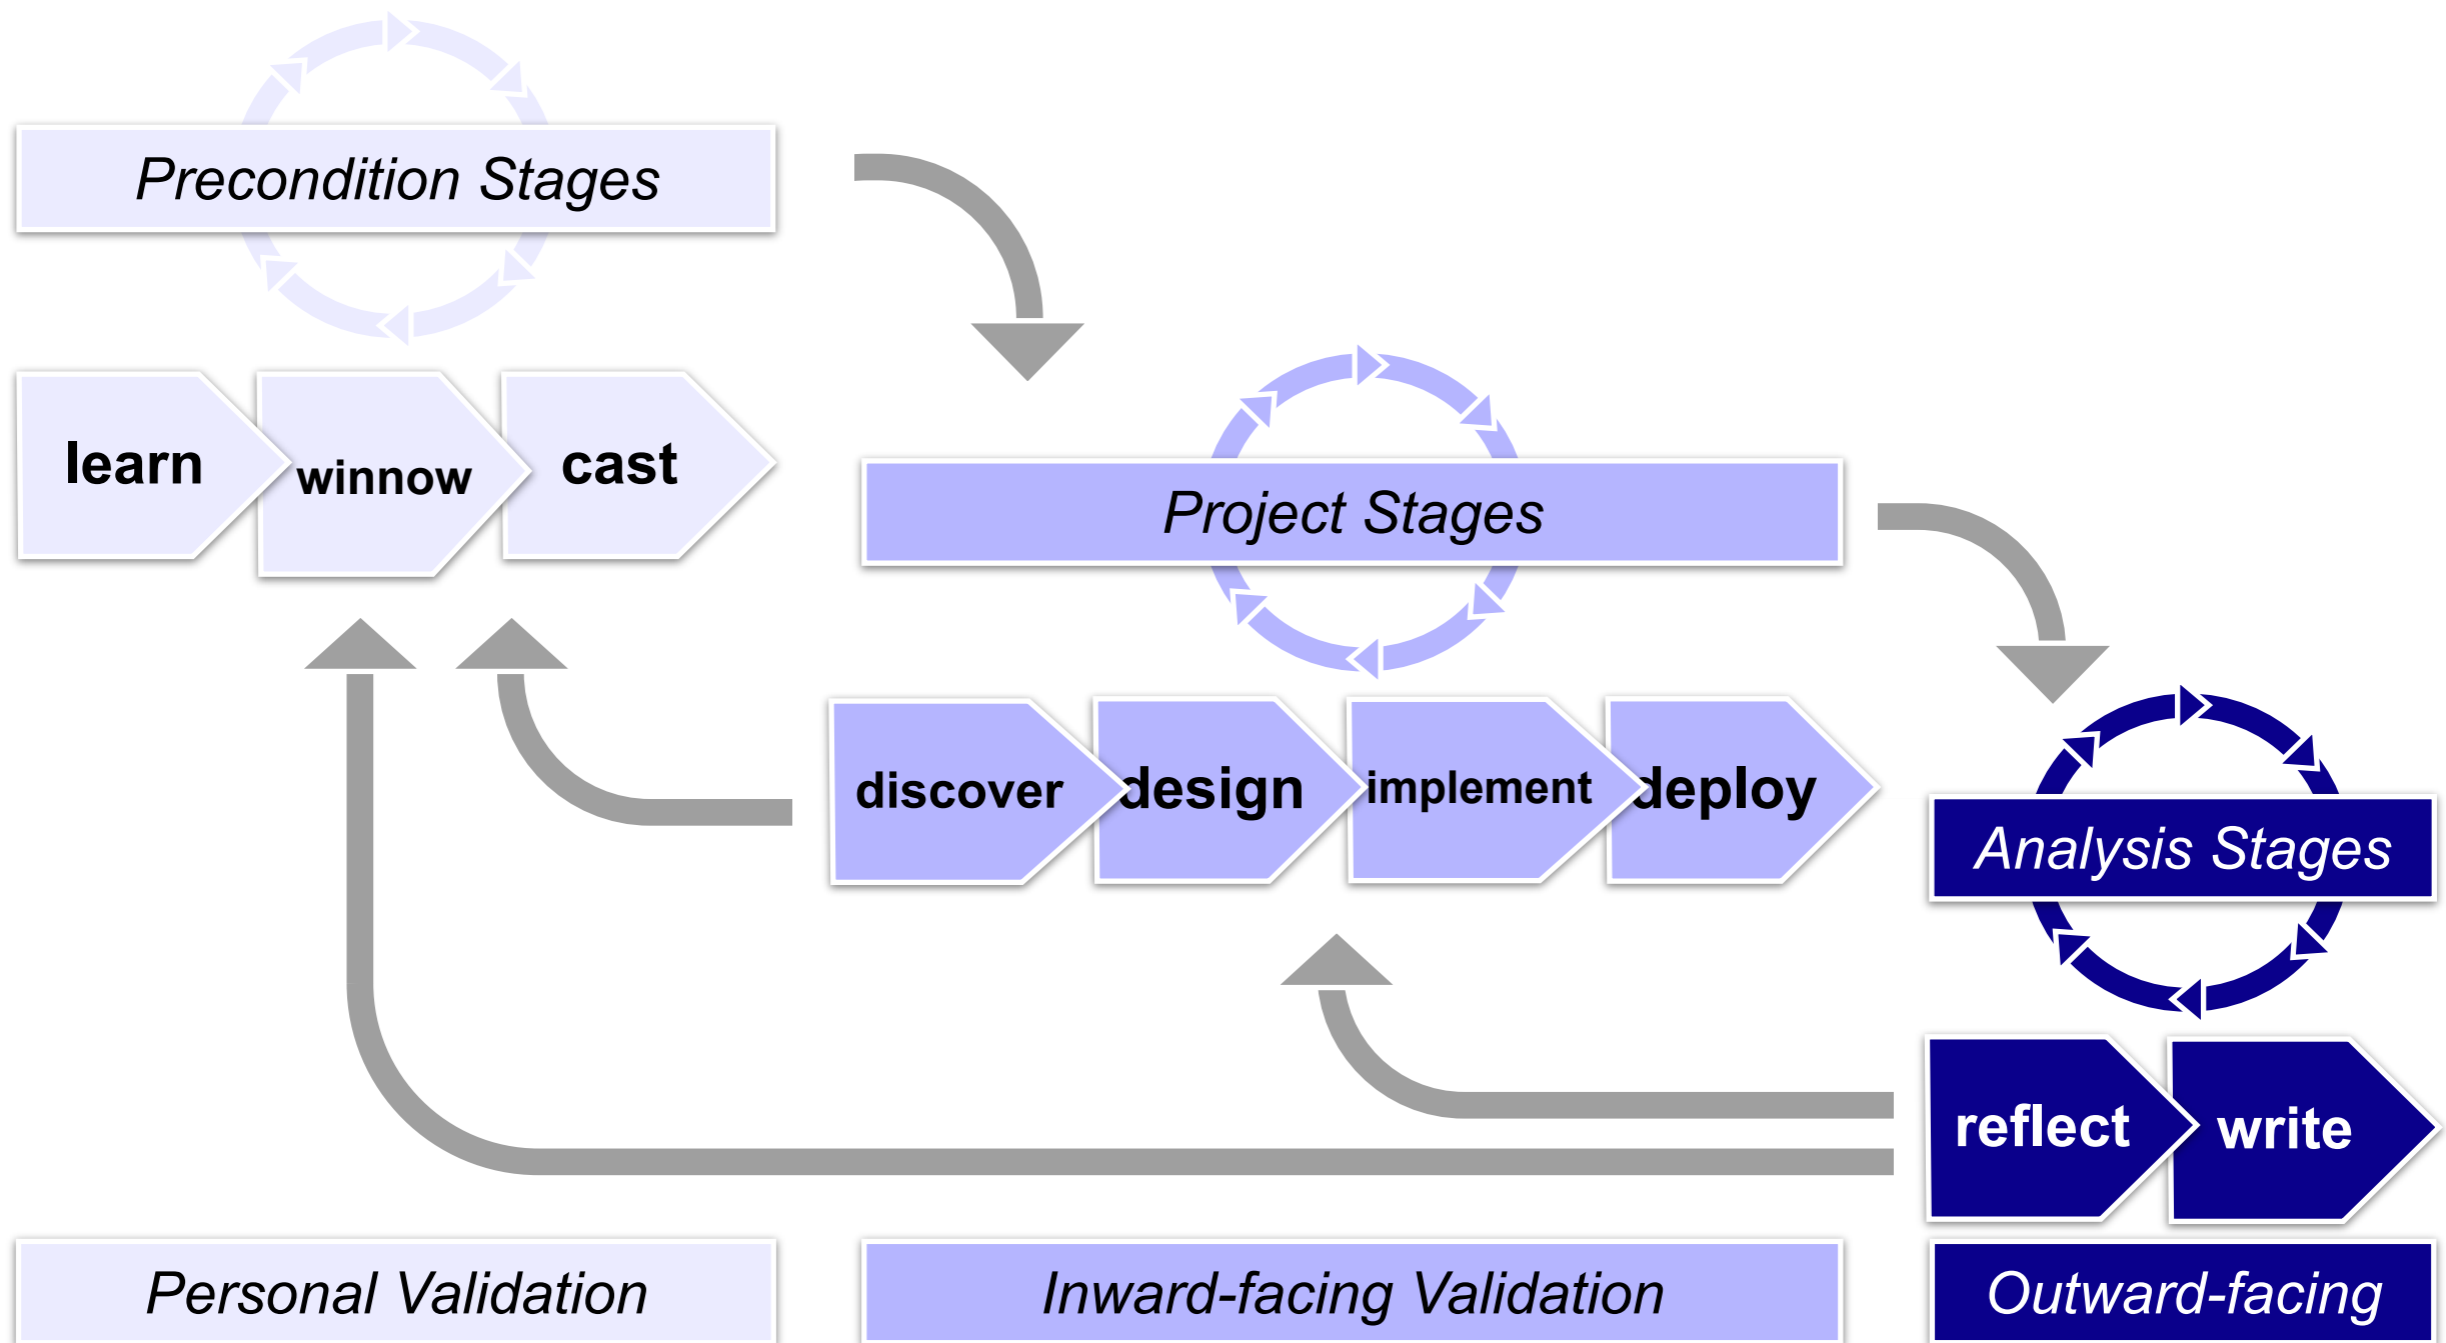 Precondition Stages
learn
winnow
cast
Project Stages
discover
design
implement
deploy
Analysis Stages
reflect
write
Personal Validation
Inward-facing Validation
Outward-facing